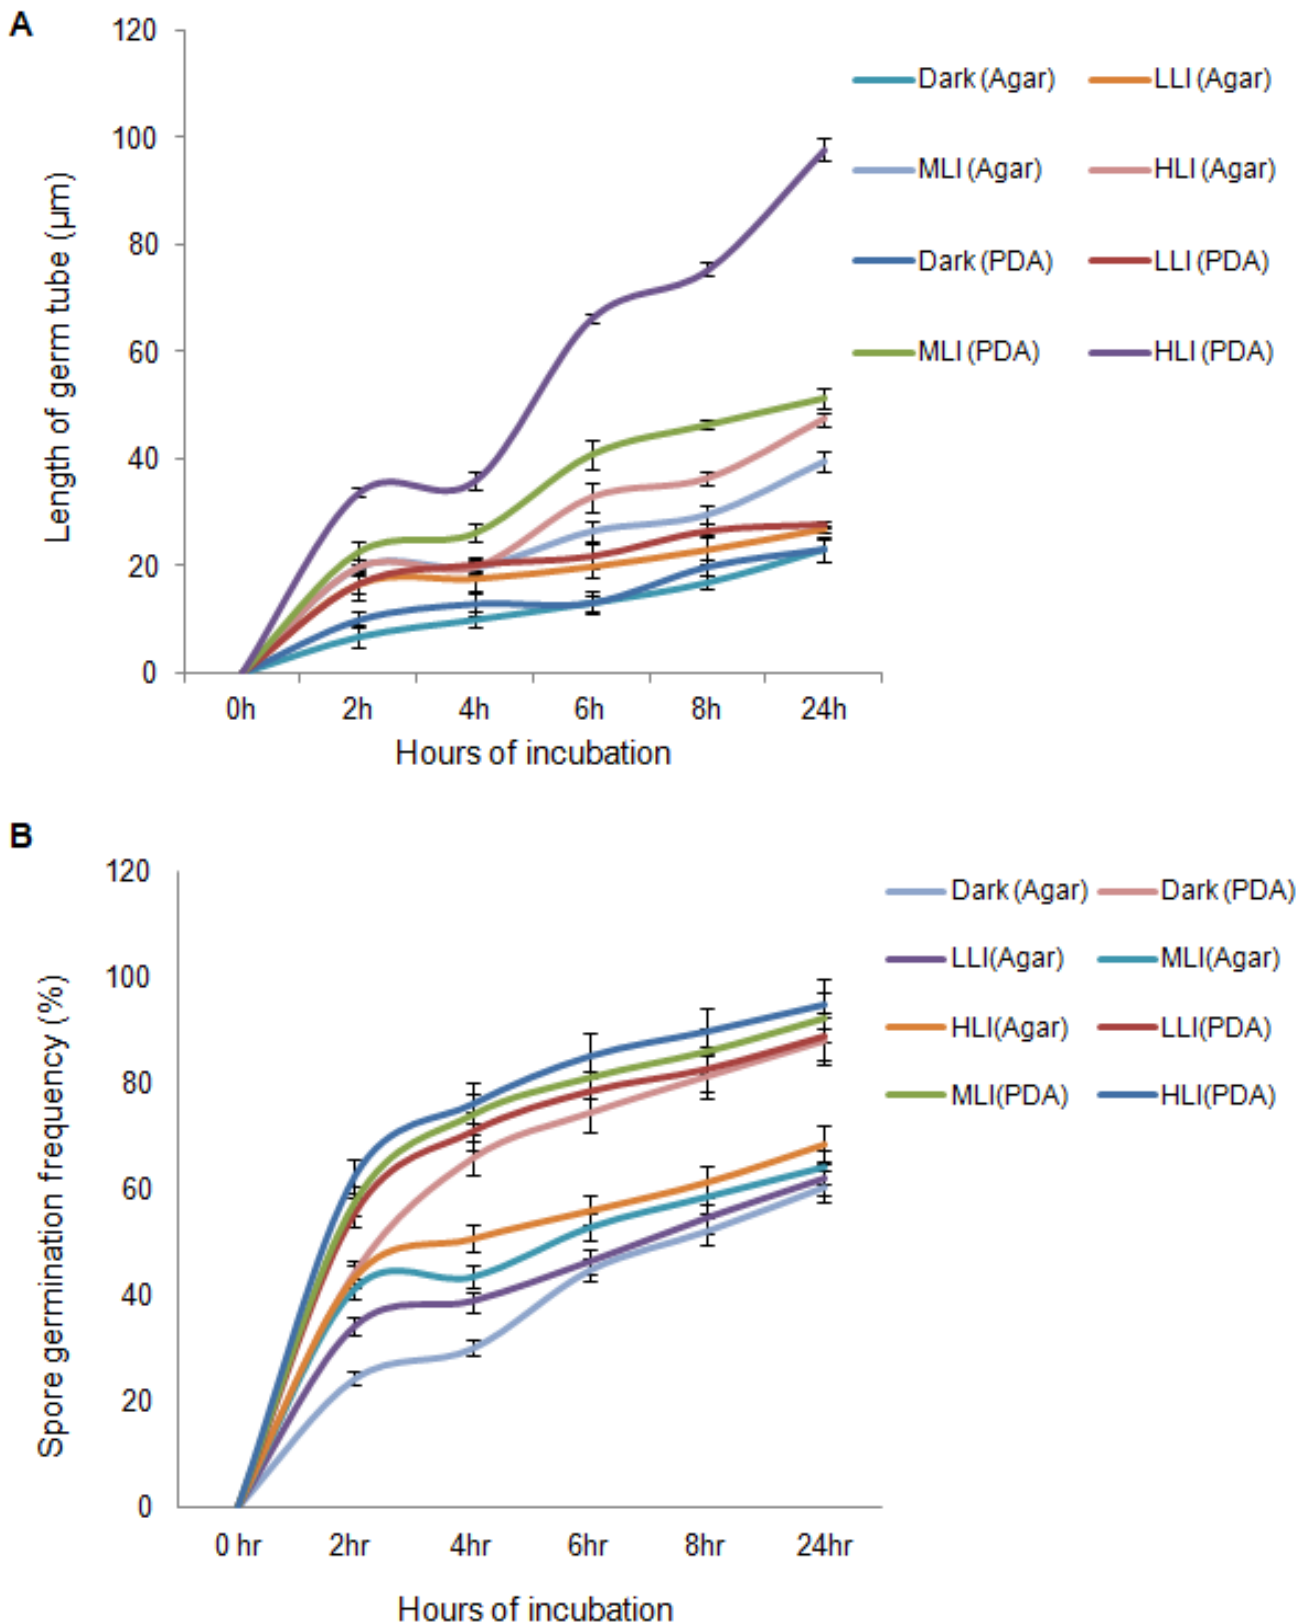 A
120
100
80
60
40
20
0
Length of germ tube (µm)
0h 2h 4h 6h 8h 24h
Hours of incubation
Dark (Agar) LLI (Agar)
MLI (Agar) HLI (Agar)
Dark (PDA) LLI (PDA)
MLI (PDA) HLI (PDA)
B
120
100
80
60
40
20
0
Spore germination frequency (%)
0 hr 2hr 4hr 6hr 8hr 24hr
Hours of incubation
Dark (Agar) Dark (PDA)
LLI(Agar) MLI(Agar)
HLI(Agar) LLI(PDA)
MLI(PDA) HLI(PDA)